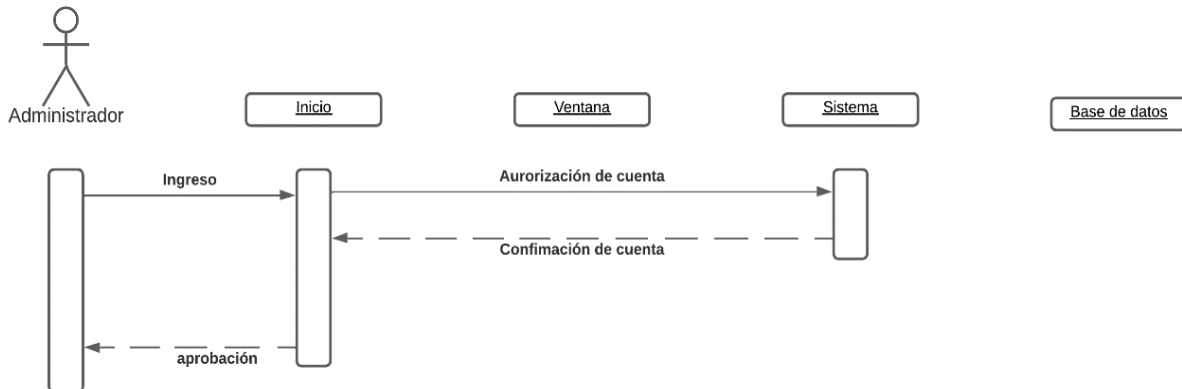 Administrador
Inicio
Ventana
Sistema
Base de datos
Ingreso
Aurorización de cuenta
Confimación de cuenta
aprobación